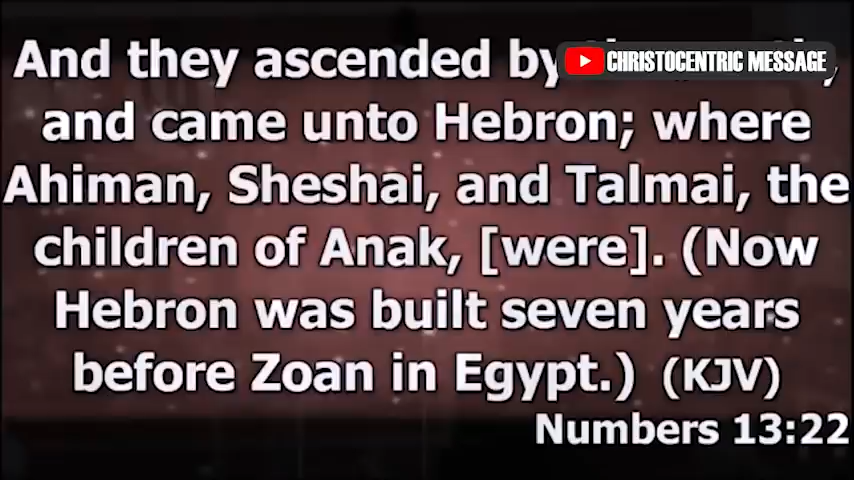 And they ascended by
CHRISTOCENTRIC MESSAGE
and came unto Hebron; where
Ahiman, Sheshai, and Talmai, the
children of Anak, [were]. (Now
Hebron was built seven years
before Zoan in Egypt.) (KJV)
Numbers 13:22